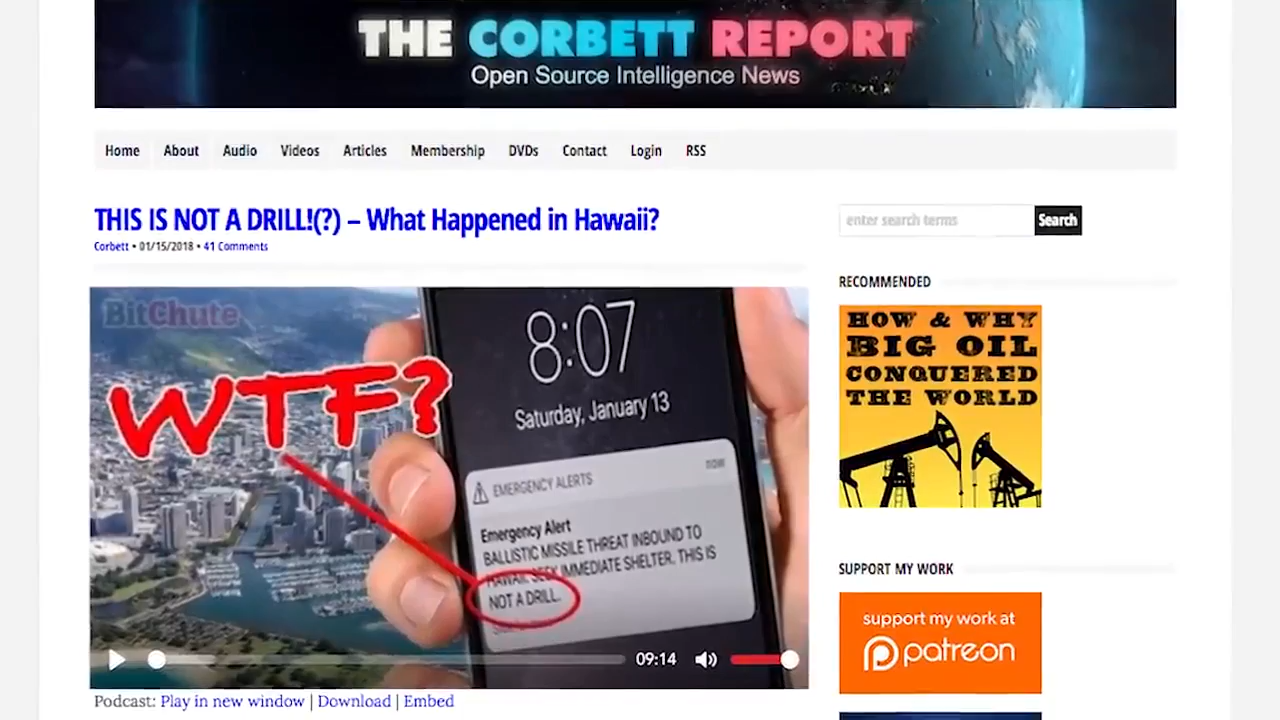 THE CORBETT REPORT
Open Source Intelligence News
Home About Audio Videos Articles Membership DVDs Contact Login RSS
THIS IS NOT A DRILL!(?) – What Happened in Hawaii?
Corbett • 01/15/2018 • 41 Comments
BitChute
WTF?
8:07
Saturday, January 13
EMERGENCY ALERTS
now
Emergency Alert
BALLISTIC MISSILE THREAT INBOUND TO
HAWAII. SEEK IMMEDIATE SHELTER. THIS IS
NOT A DRILL.
09:14
Podcast: Play in new window | Download | Embed
enter search terms
Search
RECOMMENDED
HOW & WHY
BIG OIL
CONQUERED
THE WORLD
SUPPORT MY WORK
support my work at
patreon